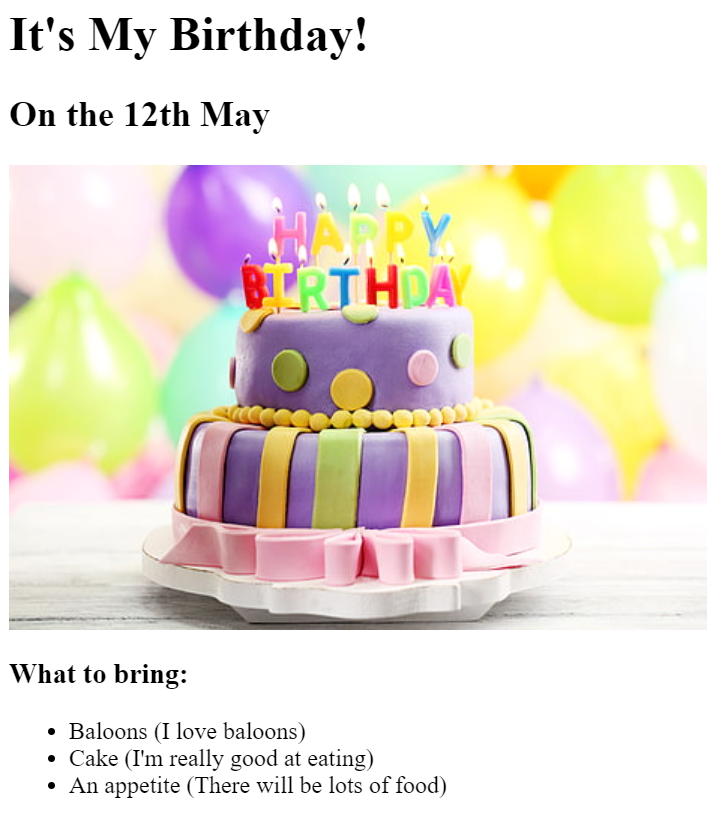 It's My Birthday!
On the 12th May
HAPPY
BIRTHDAY
What to bring:
Baloons (I love baloons)
Cake (I'm really good at eating)
An appetite (There will be lots of food)